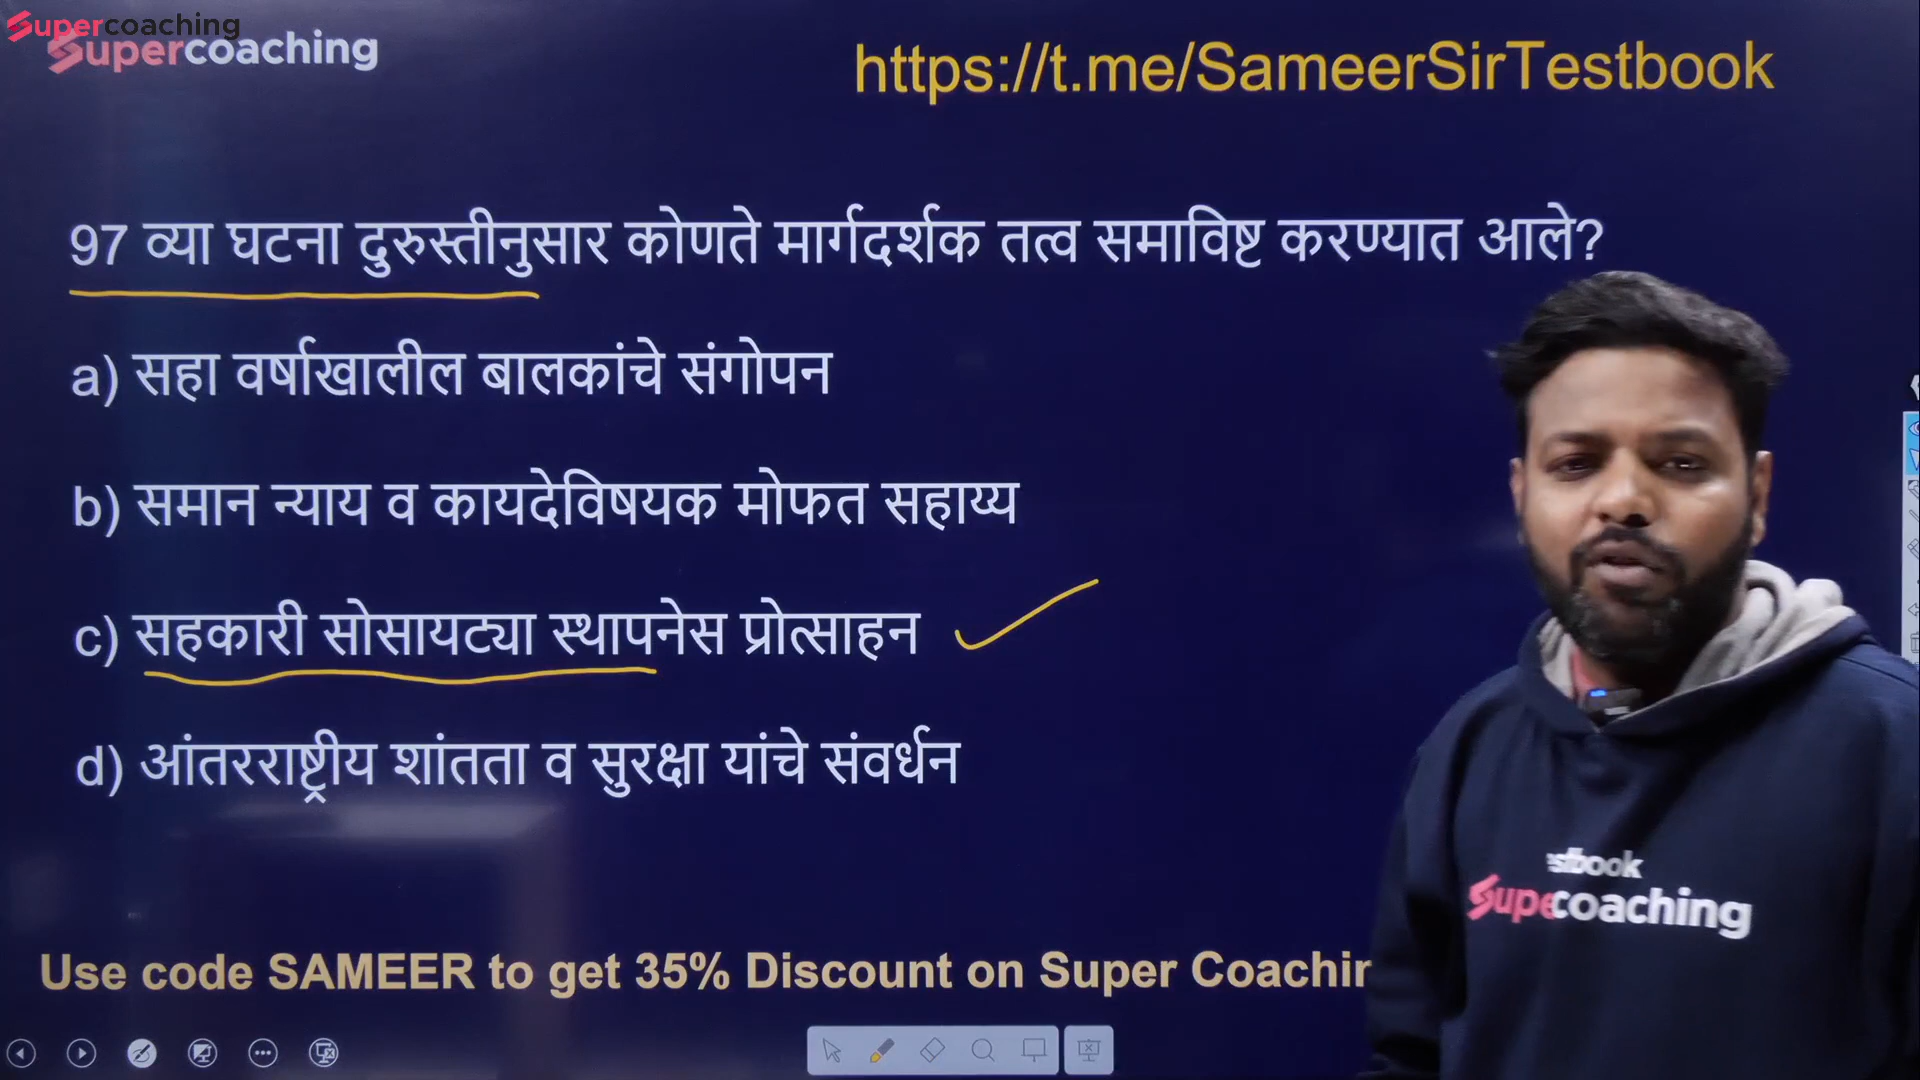 Supercoaching
Supercoaching
https://t.me/SameerSirTestbook
97 व्या घटना दुरुस्तीनुसार कोणते मार्गदर्शक तत्व समाविष्ट करण्यात आले?
a) सहा वर्षाखालील बालकांचे संगोपन
b) समान न्याय व कायदेविषयक मोफत सहाय्य
c) सहकारी सोसायट्या स्थापनेस प्रोत्साहन
d) आंतरराष्ट्रीय शांतता व सुरक्षा यांचे संवर्धन
estbook
Supercoaching
Use code SAMEER to get 35% Discount on Super Coachin